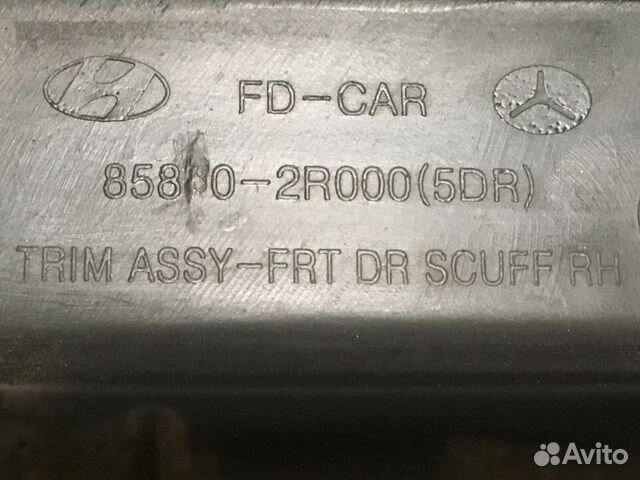 FD-CAR
85880-2R000(5DR)
TRIM ASSY-FRT DR SCUFF RH
Avito